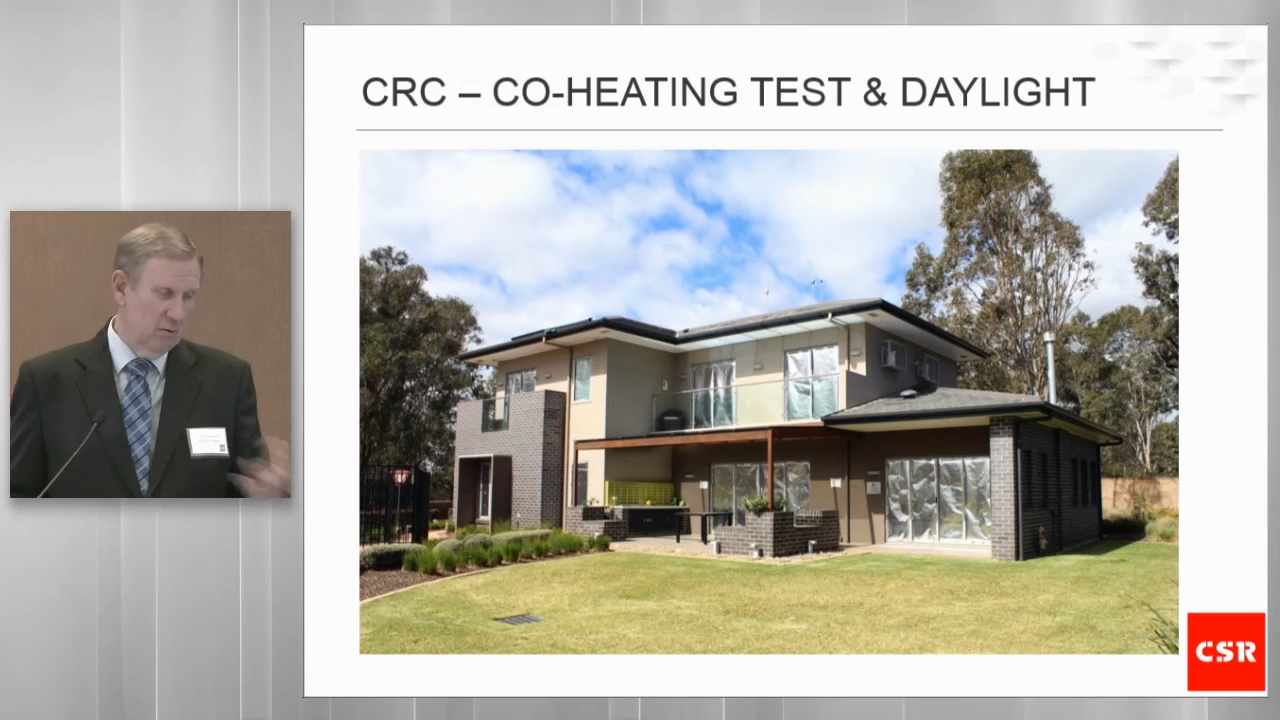 CRC – CO-HEATING TEST & DAYLIGHT
CSR